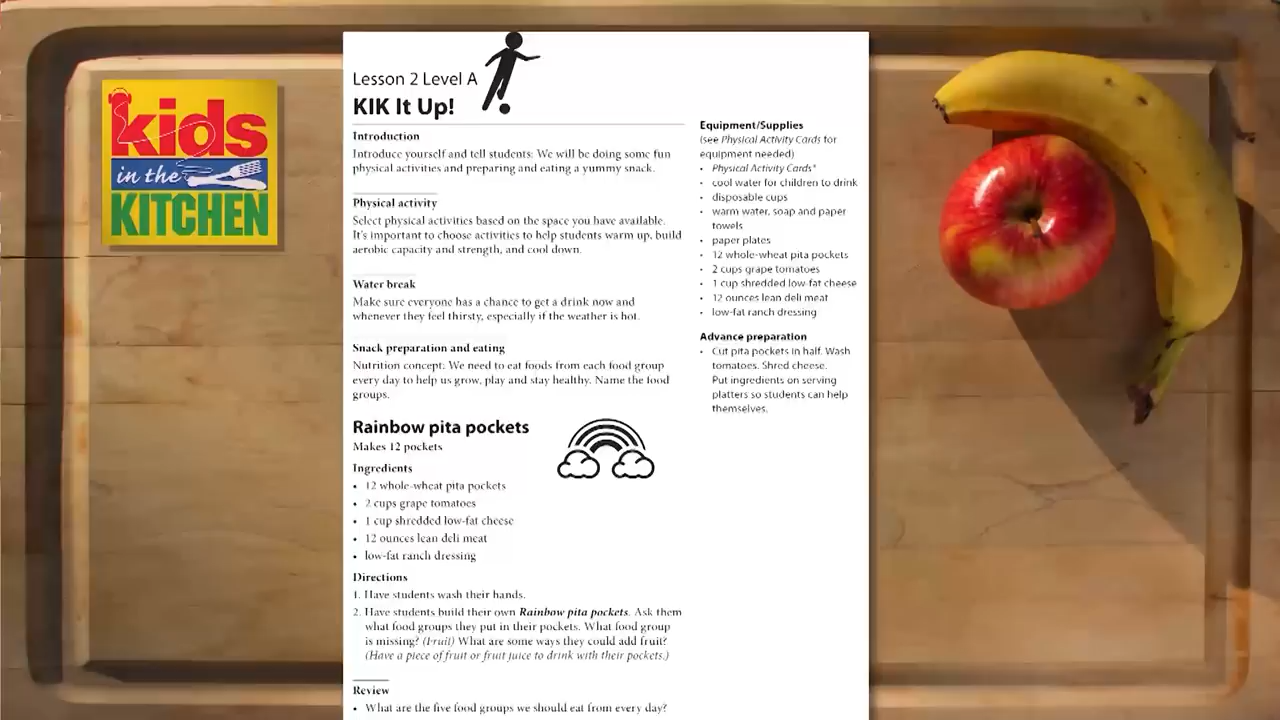 kids
in the
KITCHEN
Lesson 2 Level A
KIK It Up!
Introduction
Introduce yourself and tell students: We will be doing some fun
physical activities and preparing and eating a yummy snack.
Physical activity
Select physical activities based on the space you have available.
It's important to choose activities to help students warm up, build
aerobic capacity and strength, and cool down.
Water break
Make sure everyone has a chance to get a drink now and
whenever they feel thirsty, especially if the weather is hot.
Snack preparation and eating
Nutrition concept: We need to eat foods from each food group
every day to help us grow, play and stay healthy. Name the food
groups.
Rainbow pita pockets
Makes 12 pockets
Ingredients
• 12 whole-wheat pita pockets
• 2 cups grape tomatoes
• 1 cup shredded low-fat cheese
• 12 ounces lean deli meat
• low-fat ranch dressing
Directions
1. Have students wash their hands.
2. Have students build their own Rainbow pita pockets. Ask them
what food groups they put in their pockets. What food group
is missing? (Fruit) What are some ways they could add fruit?
(Have a piece of fruit or fruit juice to drink with their pockets.)
Review
• What are the five food groups we should eat from every day?
Equipment/Supplies
(see Physical Activity Cards for
equipment needed)
• Physical Activity Cards*
• cool water for children to drink
• disposable cups
• warm water, soap and paper
towels
• paper plates
• 12 whole-wheat pita pockets
• 2 cups grape tomatoes
• 1 cup shredded low-fat cheese
• 12 ounces lean deli meat
• low-fat ranch dressing
Advance preparation
• Cut pita pockets in half. Wash
tomatoes. Shred cheese.
Put ingredients on serving
platters so students can help
themselves.